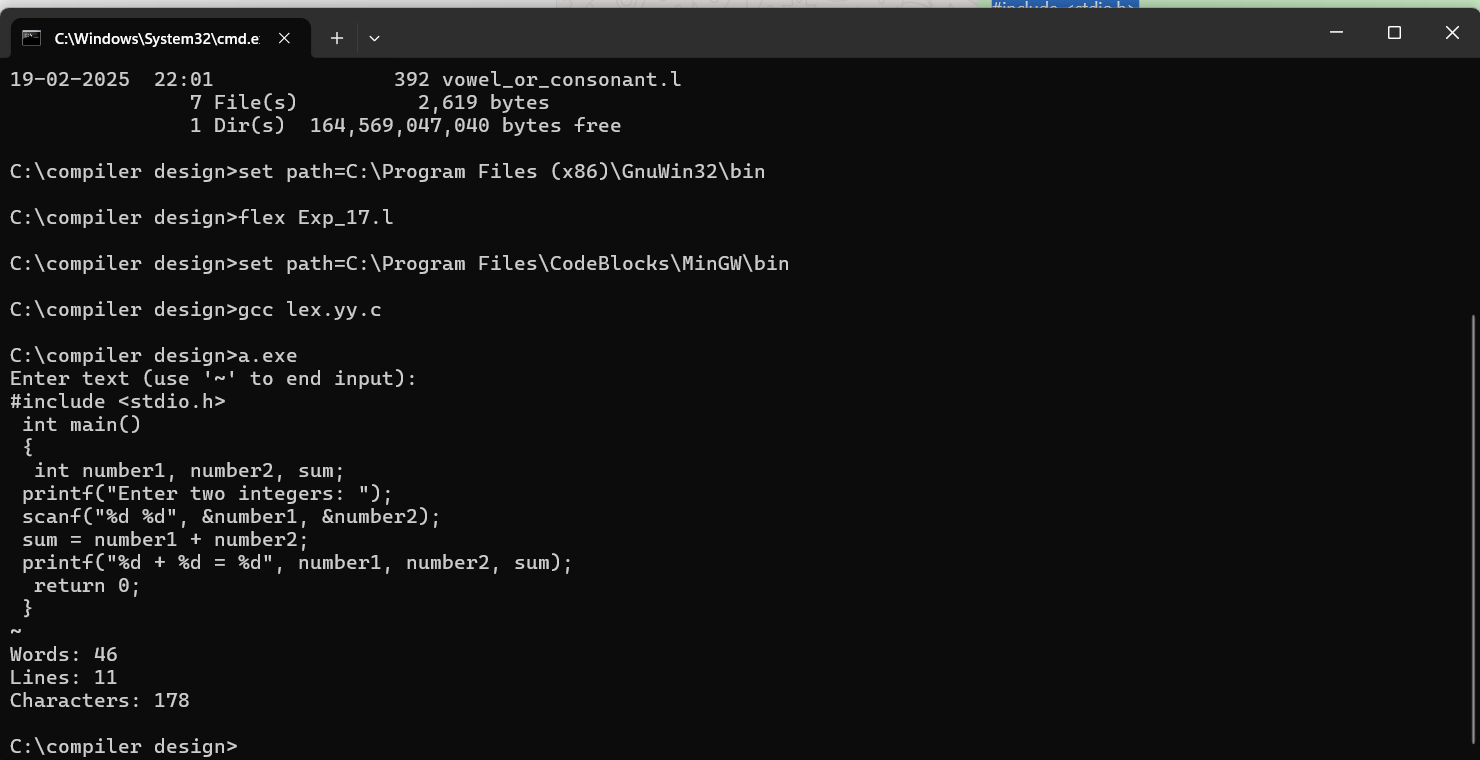 #include <stdio.h>
C:\Windows\System32\cmd.e
19-02-2025  22:01               392 vowel_or_consonant.l
               7 File(s)          2,619 bytes
               1 Dir(s)  164,569,047,040 bytes free
C:\compiler design>set path=C:\Program Files (x86)\GnuWin32\bin
C:\compiler design>flex Exp_17.l
C:\compiler design>set path=C:\Program Files\CodeBlocks\MinGW\bin
C:\compiler design>gcc lex.yy.c
C:\compiler design>a.exe
Enter text (use '~' to end input):
#include <stdio.h>
 int main()
 {
  int number1, number2, sum;
 printf("Enter two integers: ");
 scanf("%d %d", &number1, &number2);
 sum = number1 + number2;
 printf("%d + %d = %d", number1, number2, sum);
  return 0;
 }
~
Words: 46
Lines: 11
Characters: 178
C:\compiler design>